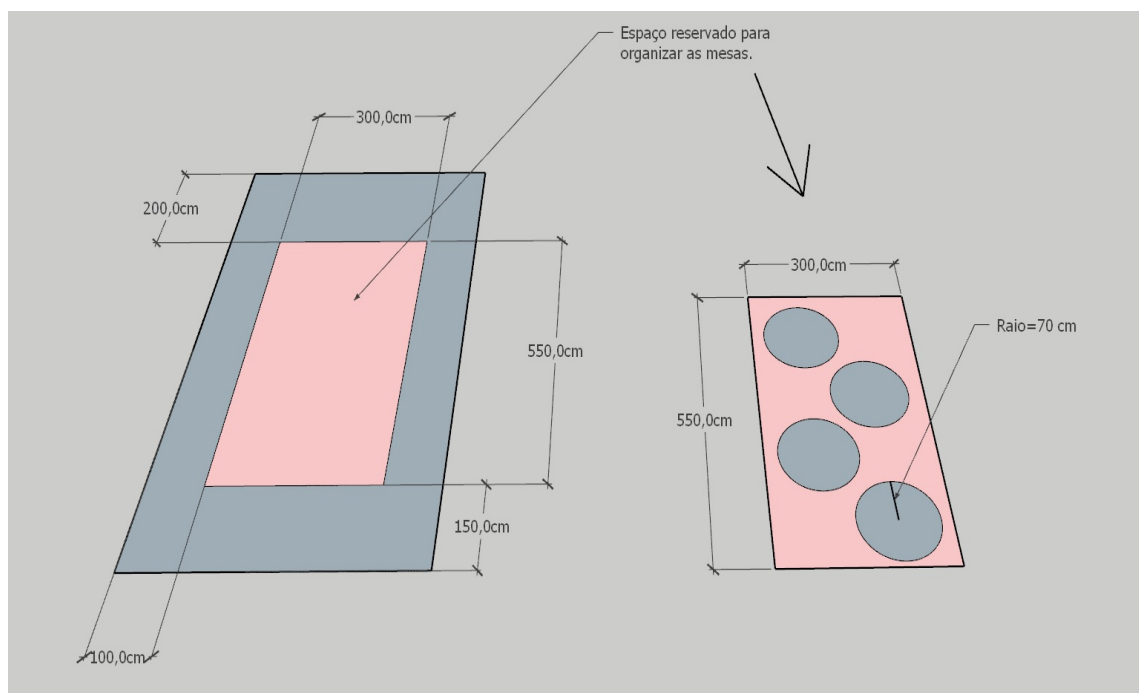 Espaço reservado para
organizar as mesas.
300,0cm
200,0cm
300,0cm
Raio=70 cm
550,0cm
550,0cm
150,0cm
100,0cm